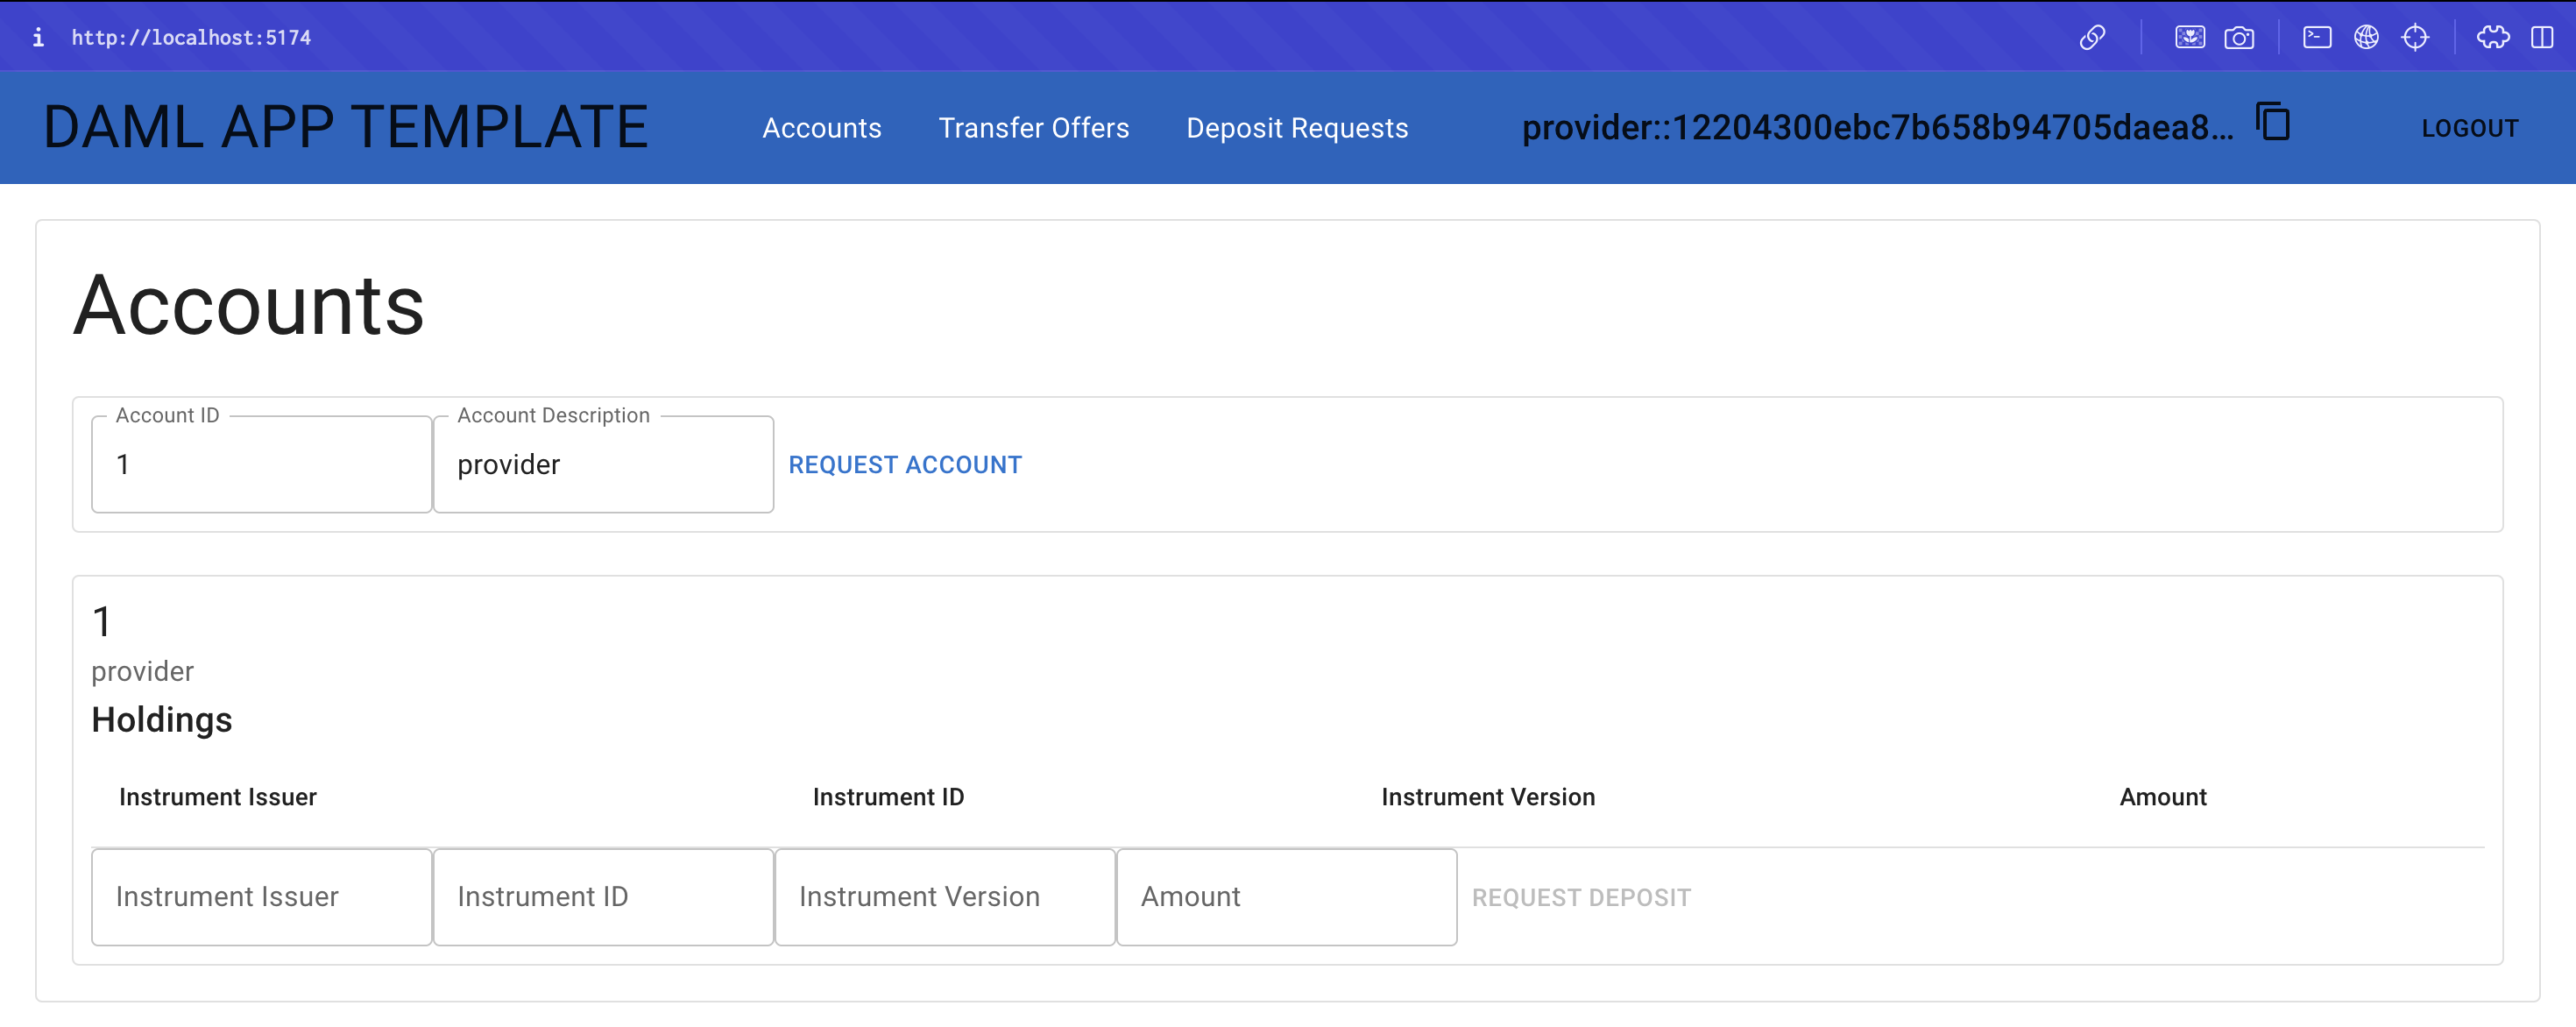 http://localhost:5174
DAML APP TEMPLATE Accounts Transfer Offers Deposit Requests provider::12204300ebc7b658b94705daea8... LOGOUT
Accounts
Account ID Account Description
1 provider REQUEST ACCOUNT
1
provider
Holdings
Instrument Issuer Instrument ID Instrument Version Amount
Instrument Issuer Instrument ID Instrument Version Amount REQUEST DEPOSIT